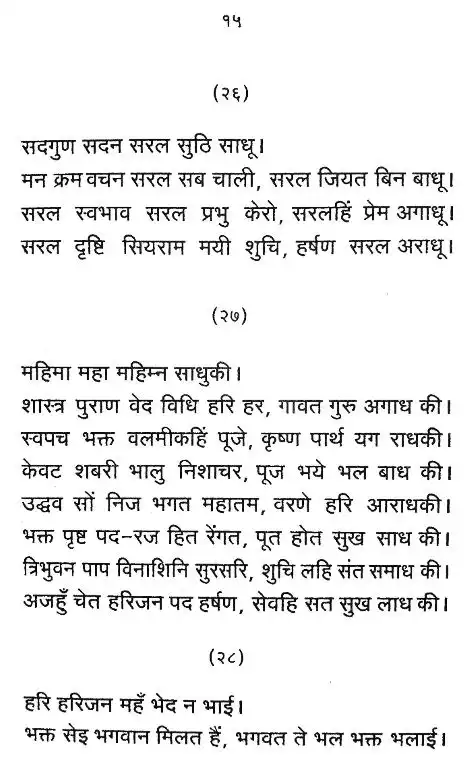 १५
(२६)
सदगुण सदन सरल सुठि साधू।
मन क्रम वचन सरल सब चाली, सरल जियत बिन बाधू।
सरल स्वभाव सरल प्रभु केरो, सरलहिं प्रेम अगाधू।
सरल दृष्टि सियराम मयी शुचि, हर्षण सरल अराधू।
(२७)
महिमा महा महिम्न साधुकी।
शास्त्र पुराण वेद विधि हरि हर, गावत गुरु अगाध की।
स्वपच भक्त वलमीकहिं पूजे, कृष्ण पार्थ यग राधकी।
केवट शबरी भालु निशाचर, पूज भये भल बाध की।
उद्धव सों निज भगत महातम, वरणे हरि आराधकी।
भक्त पृष्ट पद-रज हित रेंगत, पूत होत सुख साध की।
त्रिभुवन पाप विनाशिनि सुरसरि, शुचि लहि संत समाध की।
अजहुँ चेत हरिजन पद हर्षण, सेवहि सत सुख लाध की।
(२८)
हरि हरिजन महँ भेद न भाई।
भक्त सेइ भगवान मिलत हैं, भगवत ते भल भक्त भलाई।